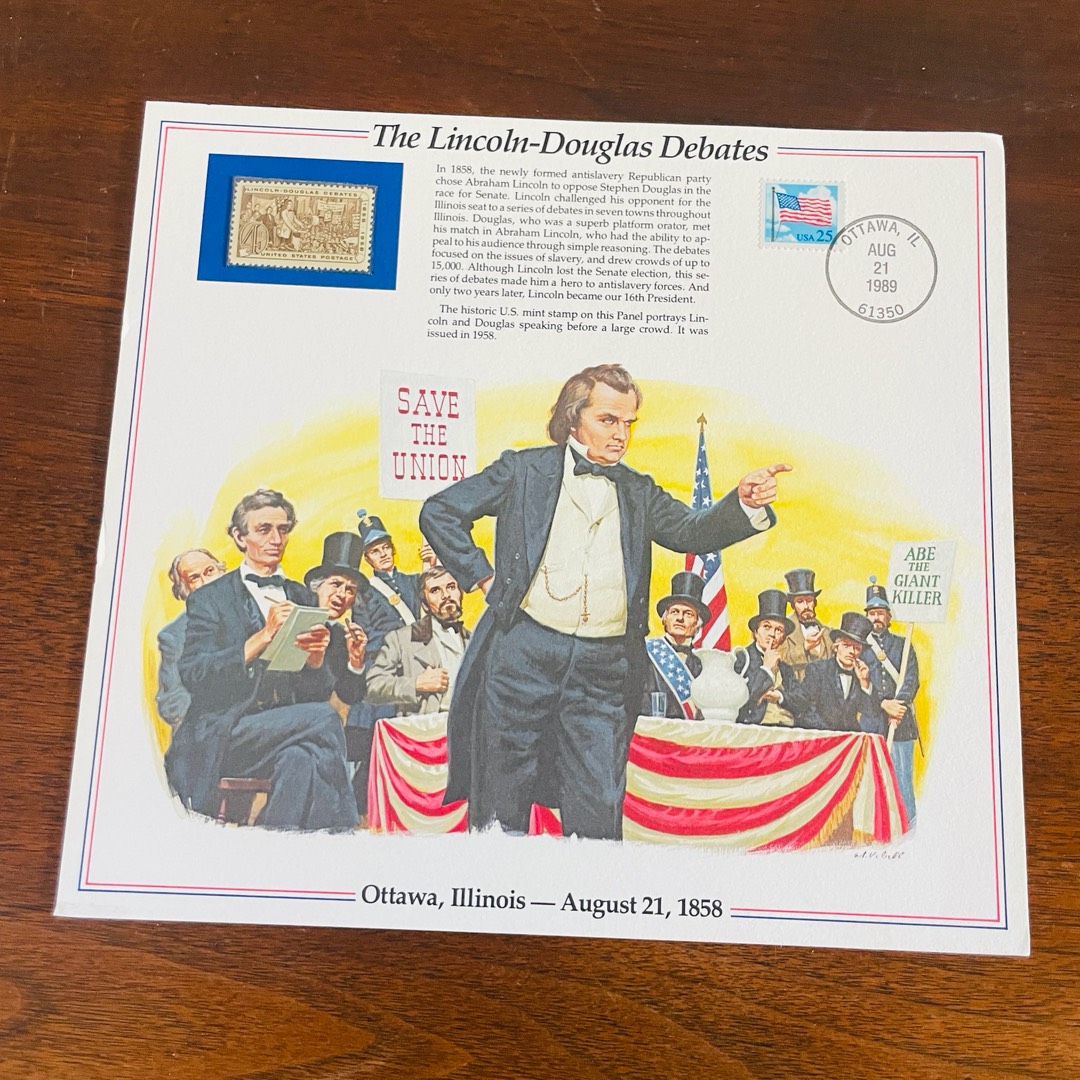 The Lincoln-Douglas Debates
LINCOLN-DOUGLAS DEBATES
4¢
UNITED STATES POSTAGE
In 1858, the newly formed antislavery Republican party
chose Abraham Lincoln to oppose Stephen Douglas in the
race for Senate. Lincoln challenged his opponent for the
Illinois seat to a series of debates in seven towns throughout
Illinois. Douglas, who was a superb platform orator, met
his match in Abraham Lincoln, who had the ability to ap-
peal to his audience through simple reasoning. The debates
focused on the issues of slavery, and drew crowds of up to
15,000. Although Lincoln lost the Senate election, this se-
ries of debates made him a hero to antislavery forces. And
only two years later, Lincoln became our 16th President.
The historic U.S. mint stamp on this Panel portrays Lin-
coln and Douglas speaking before a large crowd. It was
issued in 1958.
USA 25
OTTAWA, IL
AUG
21
1989
61350
SAVE
THE
UNION
ABE
THE
GIANT
KILLER
Ottawa, Illinois — August 21, 1858